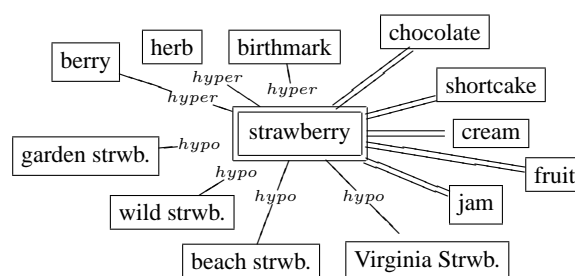 chocolate
herb
birthmark
berry
hyper
hyper
hyper
shortcake
strawberry
cream
garden strwb.
hypo
fruit
hypo
wild strwb.
hypo
hypo
jam
beach strwb.
Virginia Strwb.